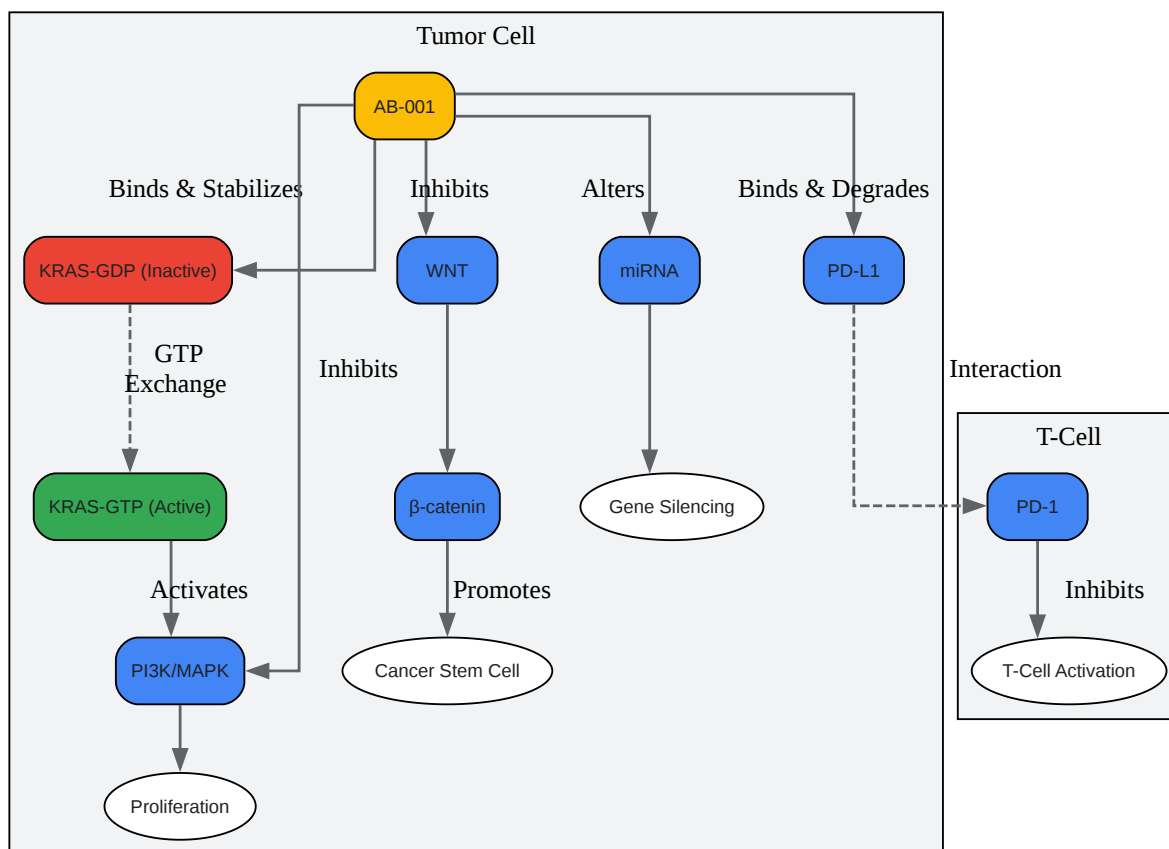 Tumor Cell
AB-001
Binds & Stabilizes
Inhibits
Alters
Binds & Degrades
KRAS-GDP (Inactive)
WNT
miRNA
PD-L1
GTP
Exchange
Inhibits
Interaction
T-Cell
KRAS-GTP (Active)
β-catenin
Gene Silencing
PD-1
Activates
Promotes
Inhibits
PI3K/MAPK
Cancer Stem Cell
T-Cell Activation
Proliferation